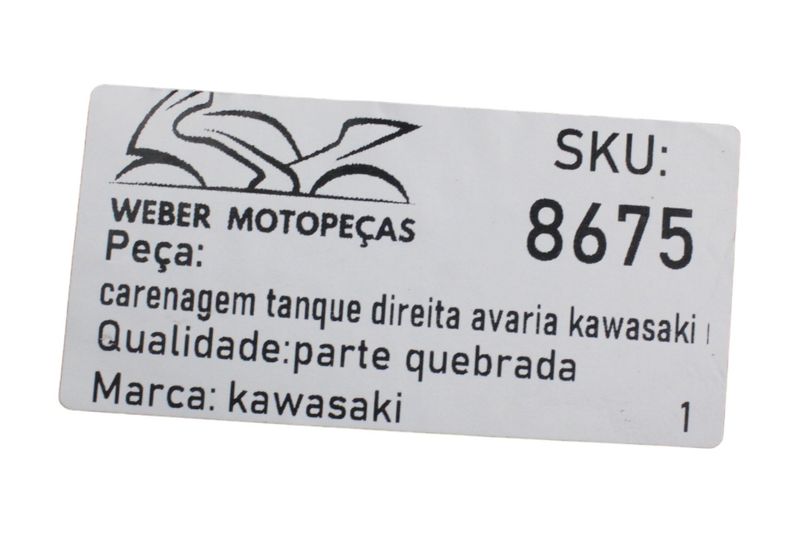 WEBER MOTOPEÇAS
SKU:
8675
Peça:
carenagem tanque direita avaria kawasaki
Qualidade:parte quebrada
Marca: kawasaki
1